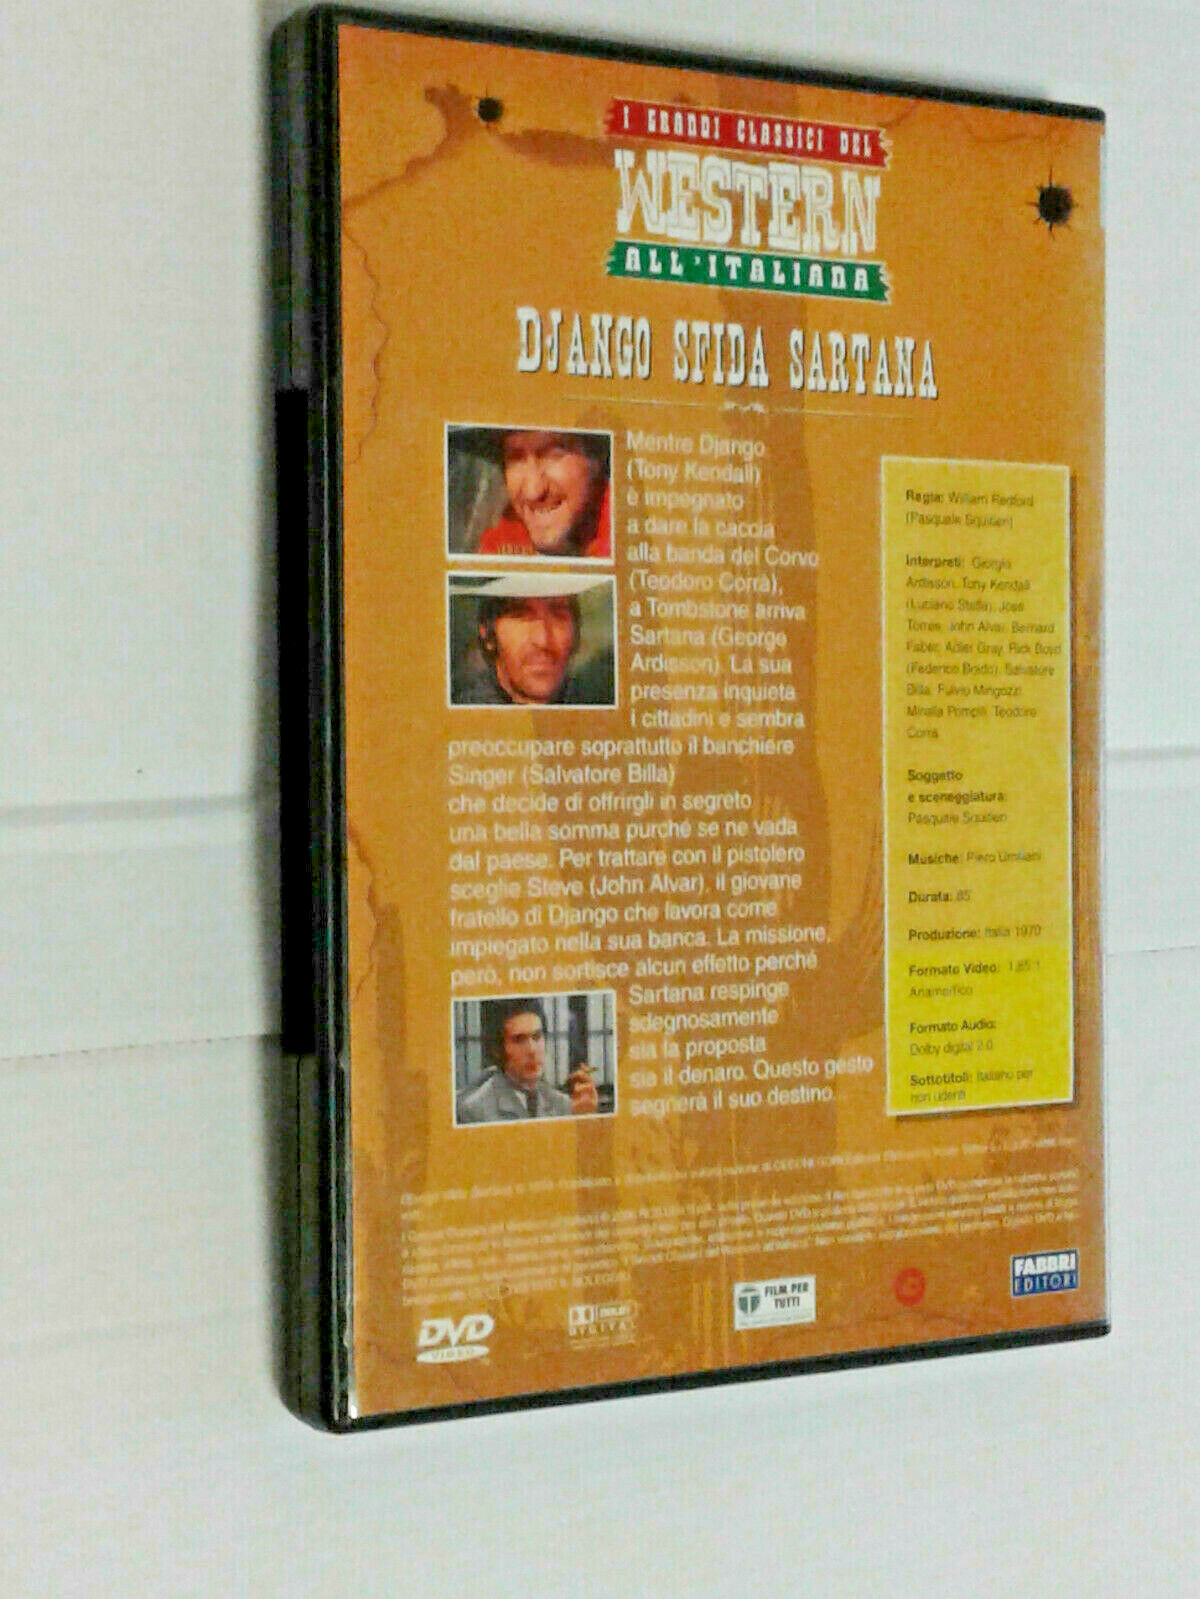 I GRANDI CLASSICI DEL
WESTERN
ALL'ITALIANA
DJANGO SFIDA SARTANA
Mentre Django
(Tony Kendall)
è impegnato
a dare la caccia
alla banda del Corvo
(Teodoro Corrà),
a Tombstone arriva
Sartana (George
Ardisson). La sua
presenza inquieta
i cittadini e sembra
preoccupare soprattutto il banchiere
Singer (Salvatore Billa)
che decide di offrirgli in segreto
una bella somma purché se ne vada
dal paese. Per trattare con il pistolero
sceglie Steve (John Alvar), il giovane
fratello di Django che lavora come
impiegato nella sua banca. La missione,
però, non sortisce alcun effetto perché
Sartana respinge
sdegnosamente
sia la proposta
sia il denaro. Questo gesto
segnerà il suo destino.
Regia: William Redford
(Pasquale Squitieri)
Interpreti: Giorgio
Ardisson, Tony Kendall
(Luciano Stella), José
Torres, John Alvar, Bernard
Faber, Adler Gray, Rick Boyd
(Federico Boido), Salvatore
Billa, Fulvio Mingozzi
Mirella Pompili, Teodoro
Corrà
Soggetto
e sceneggiatura:
Pasquale Squitieri
Musiche: Piero Umiliani
Durata: 85'
Produzione: Italia 1970
Formato Video: 1.85:1
Anamorfico
Formato Audio:
Dolby digital 2.0
Sottotitoli: Italiano per
non udenti
DVD
VIDEO
DOLBY
DIGITAL
FILM PER
TUTTI
FABBRI
EDITORI